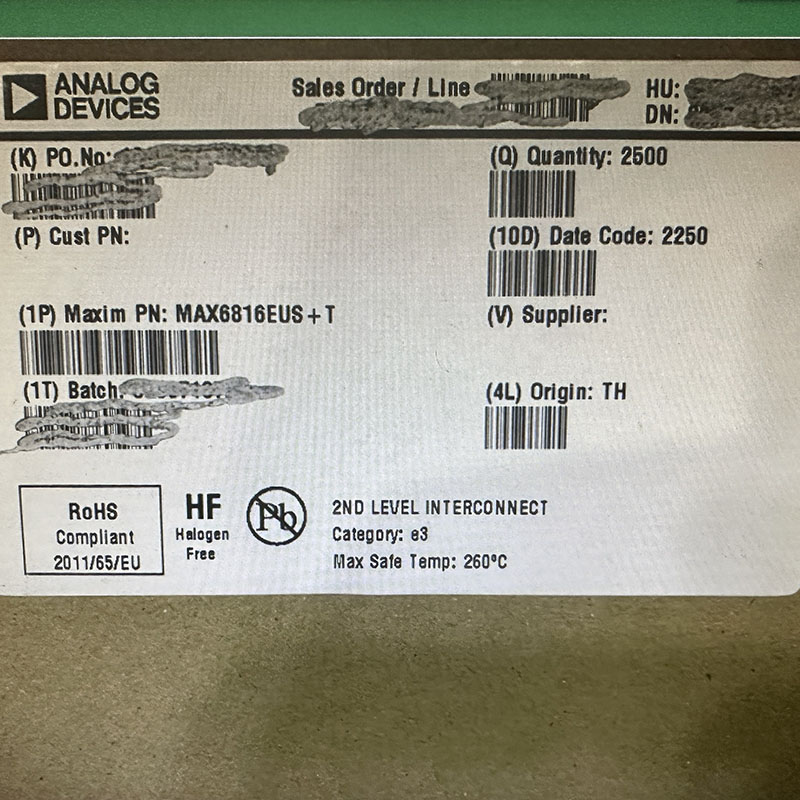 ANALOG
DEVICES
Sales Order / Line
HU:
DN:
(K) PO.No:
(Q) Quantity: 2500
(P) Cust PN:
(10D) Date Code: 2250
(1P) Maxim PN: MAX6816EUS+T
(V) Supplier:
(1T) Batch:
(4L) Origin: TH
RoHS
Compliant
2011/65/EU
HF
Halogen
Free
Pb
2ND LEVEL INTERCONNECT
Category: e3
Max Safe Temp: 260ºC